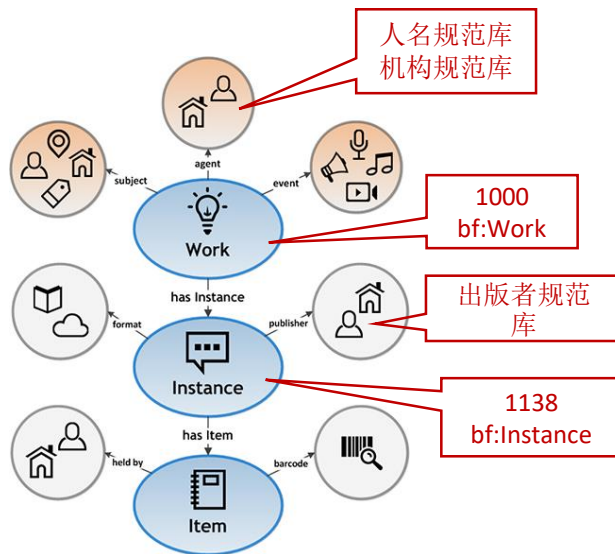 人名规范库
机构规范库
agent
subject
event
Work
1000
bf:Work
has Instance
format
publisher
出版者规范
库
Instance
1138
bf:Instance
has Item
held by
barcode
Item